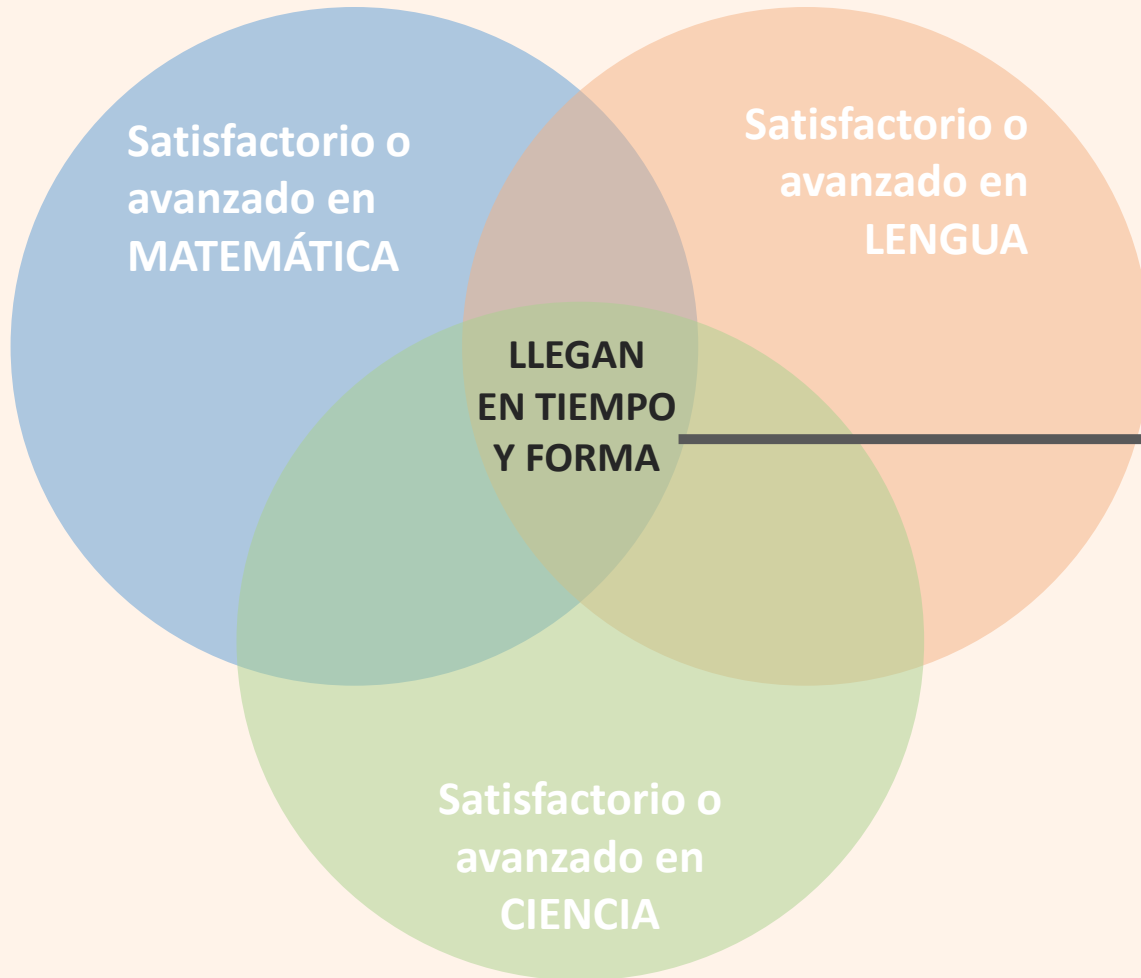 Satisfactorio o
avanzado en
MATEMÁTICA
Satisfactorio o
avanzado en
LENGUA
LLEGAN
EN TIEMPO
Y FORMA
Satisfactorio o
avanzado en
CIENCIA